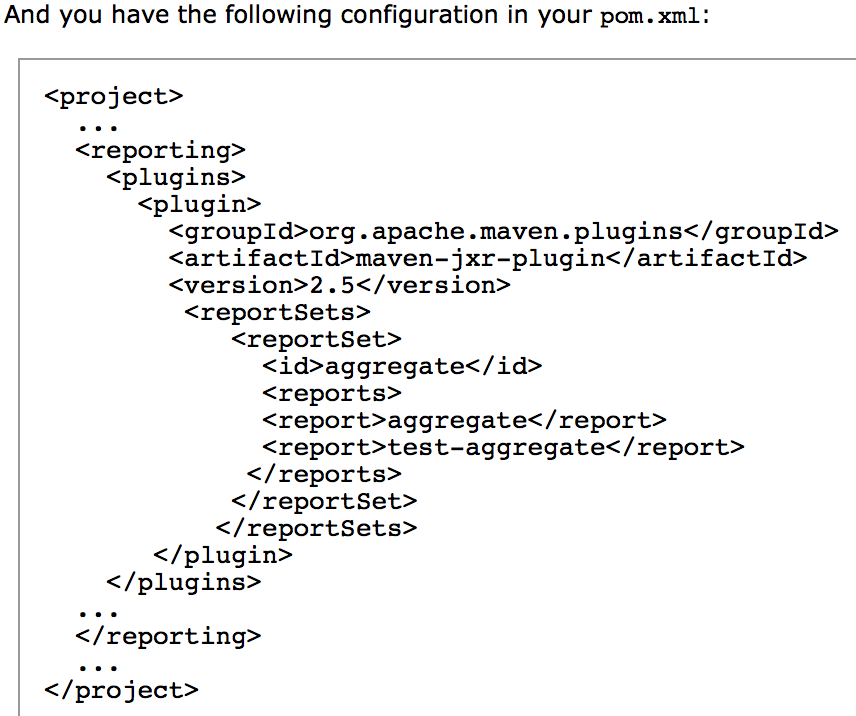 And you have the following configuration in your pom.xml:
<project>
  ...
  <reporting>
    <plugins>
      <plugin>
        <groupId>org.apache.maven.plugins</groupId>
        <artifactId>maven-jxr-plugin</artifactId>
        <version>2.5</version>
         <reportSets>
            <reportSet>
              <id>aggregate</id>
              <reports>
              <report>aggregate</report>
              <report>test-aggregate</report>
             </reports>
            </reportSet>
           </reportSets>
       </plugin>
    </plugins>
  ...
  </reporting>
  ...
</project>